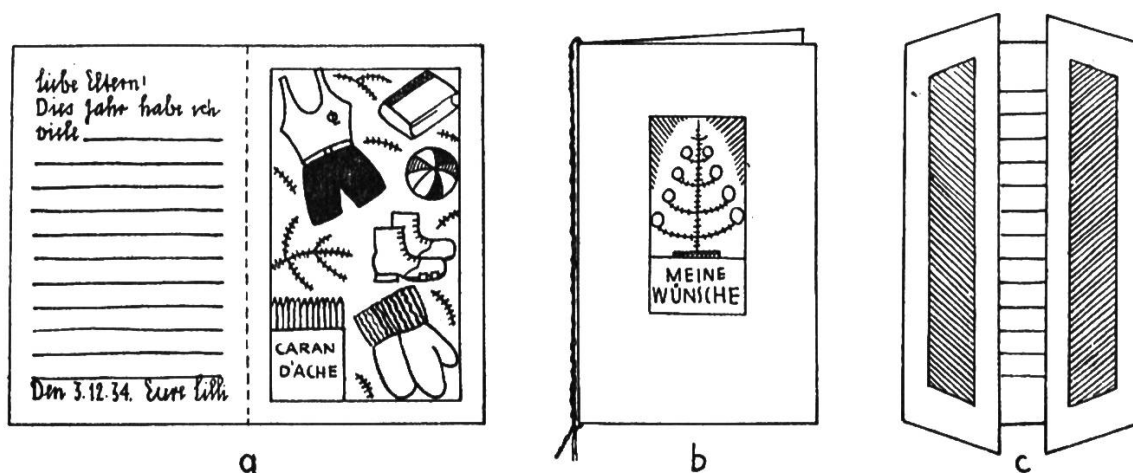 liebe Eltern!
Dies Jahr habe ich
viele
Den 3.12.34. Eure Lilli
CARAN
D'ACHE
MEINE
WÜNSCHE
a
b
c